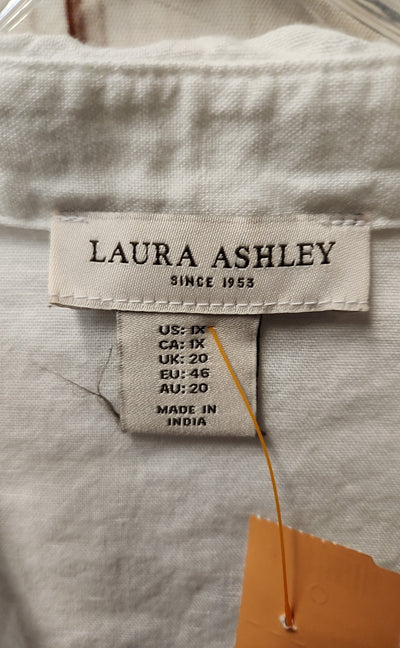 LAURA ASHLEY
SINCE 1953
US: 1X
CA: 1X
UK: 20
EU: 46
AU: 20
MADE IN
INDIA